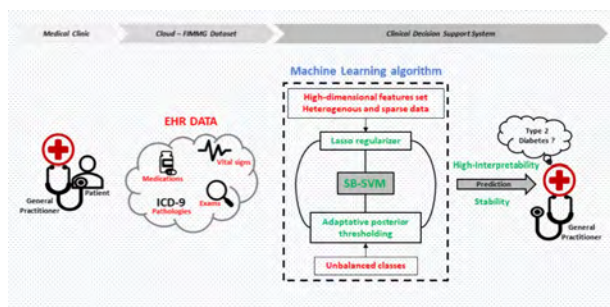 Medical Clinic
Cloud – FIMMG Dataset
Clinical Decision Support System
Machine Learning algorithm
High-dimensional features set
Heterogenous and sparse data
EHR DATA
Vital signs
Medications
ICD-9
Pathologies
Exams
Patient
General
Practitioner
Lasso regularizer
SB-SVM
Adaptative posterior
thresholding
Unbalanced classes
Type 2
Diabetes ?
High-Interpretability
Prediction
Stability
General
Practitioner